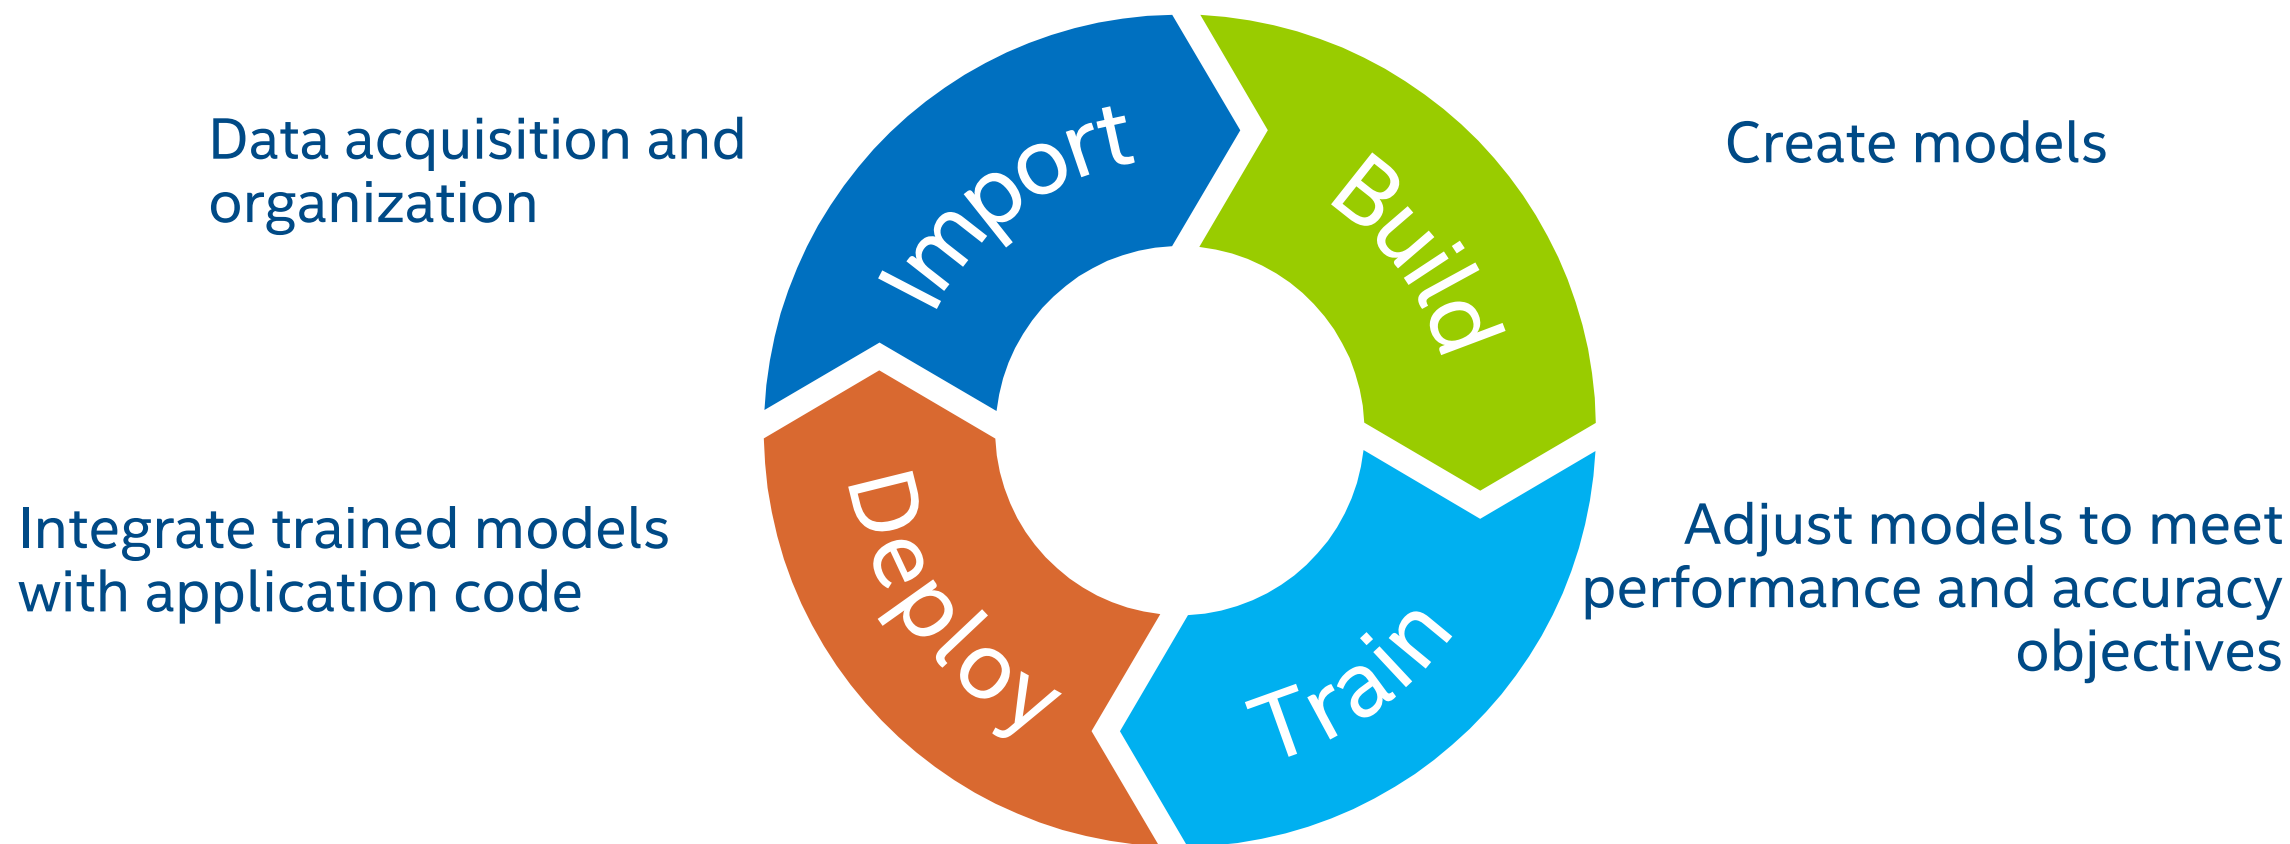 Data acquisition and
organization
Import
Build
Create models
Integrate trained models
with application code
Deploy
Train
Adjust models to meet
performance and accuracy
objectives